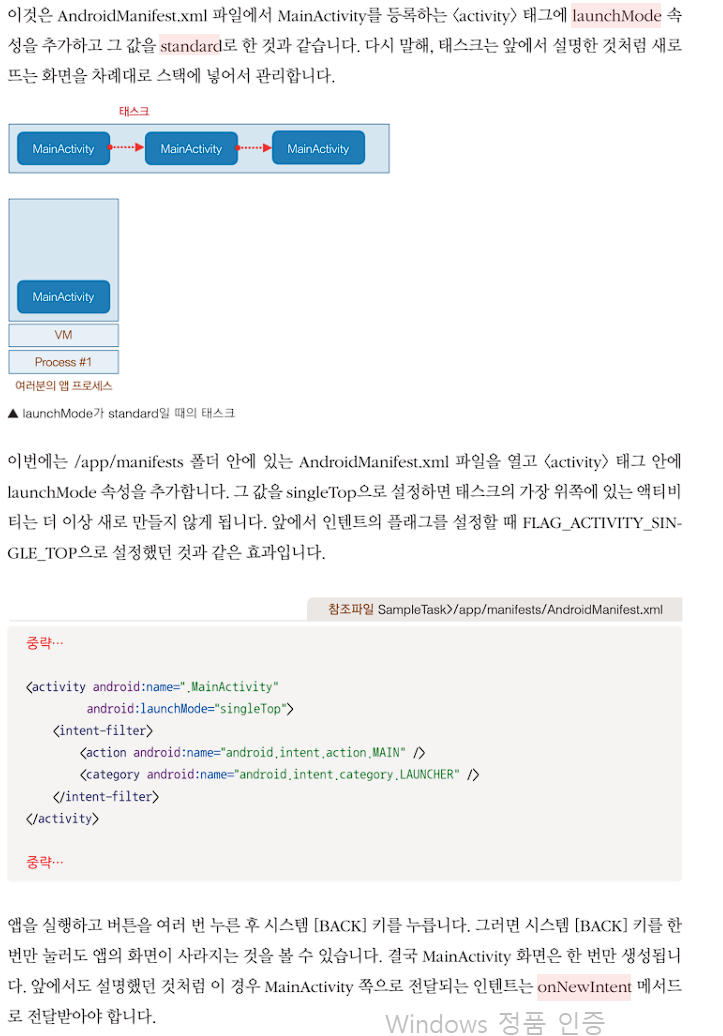 이것은 AndroidManifest.xml 파일에서 MainActivity를 등록하는 〈activity〉 태그에 launchMode 속
성을 추가하고 그 값을 standard로 한 것과 같습니다. 다시 말해, 태스크는 앞에서 설명한 것처럼 새로
뜨는 화면을 차례대로 스택에 넣어서 관리합니다.
태스크
MainActivity MainActivity MainActivity
MainActivity
VM
Process #1
여러분의 앱 프로세스
▲ launchMode가 standard일 때의 태스크
이번에는 /app/manifests 폴더 안에 있는 AndroidManifest.xml 파일을 열고 〈activity〉 태그 안에
launchMode 속성을 추가합니다. 그 값을 singleTop으로 설정하면 태스크의 가장 위쪽에 있는 액티비
티는 더 이상 새로 만들지 않게 됩니다. 앞에서 인텐트의 플래그를 설정할 때 FLAG_ACTIVITY_SIN-
GLE_TOP으로 설정했던 것과 같은 효과입니다.
참조파일 SampleTask>/app/manifests/AndroidManifest.xml
중략…
<activity android:name=".MainActivity"
android:launchMode="singleTop">
<intent-filter>
<action android:name="android.intent.action.MAIN" />
<category android:name="android.intent.category.LAUNCHER" />
</intent-filter>
</activity>
중략…
앱을 실행하고 버튼을 여러 번 누른 후 시스템 [BACK] 키를 누릅니다. 그러면 시스템 [BACK] 키를 한
번만 눌러도 앱의 화면이 사라지는 것을 볼 수 있습니다. 결국 MainActivity 화면은 한 번만 생성됩니
다. 앞에서도 설명했던 것처럼 이 경우 MainActivity 쪽으로 전달되는 인텐트는 onNewIntent 메서드
로 전달받아야 합니다.
Windows 정품 인증